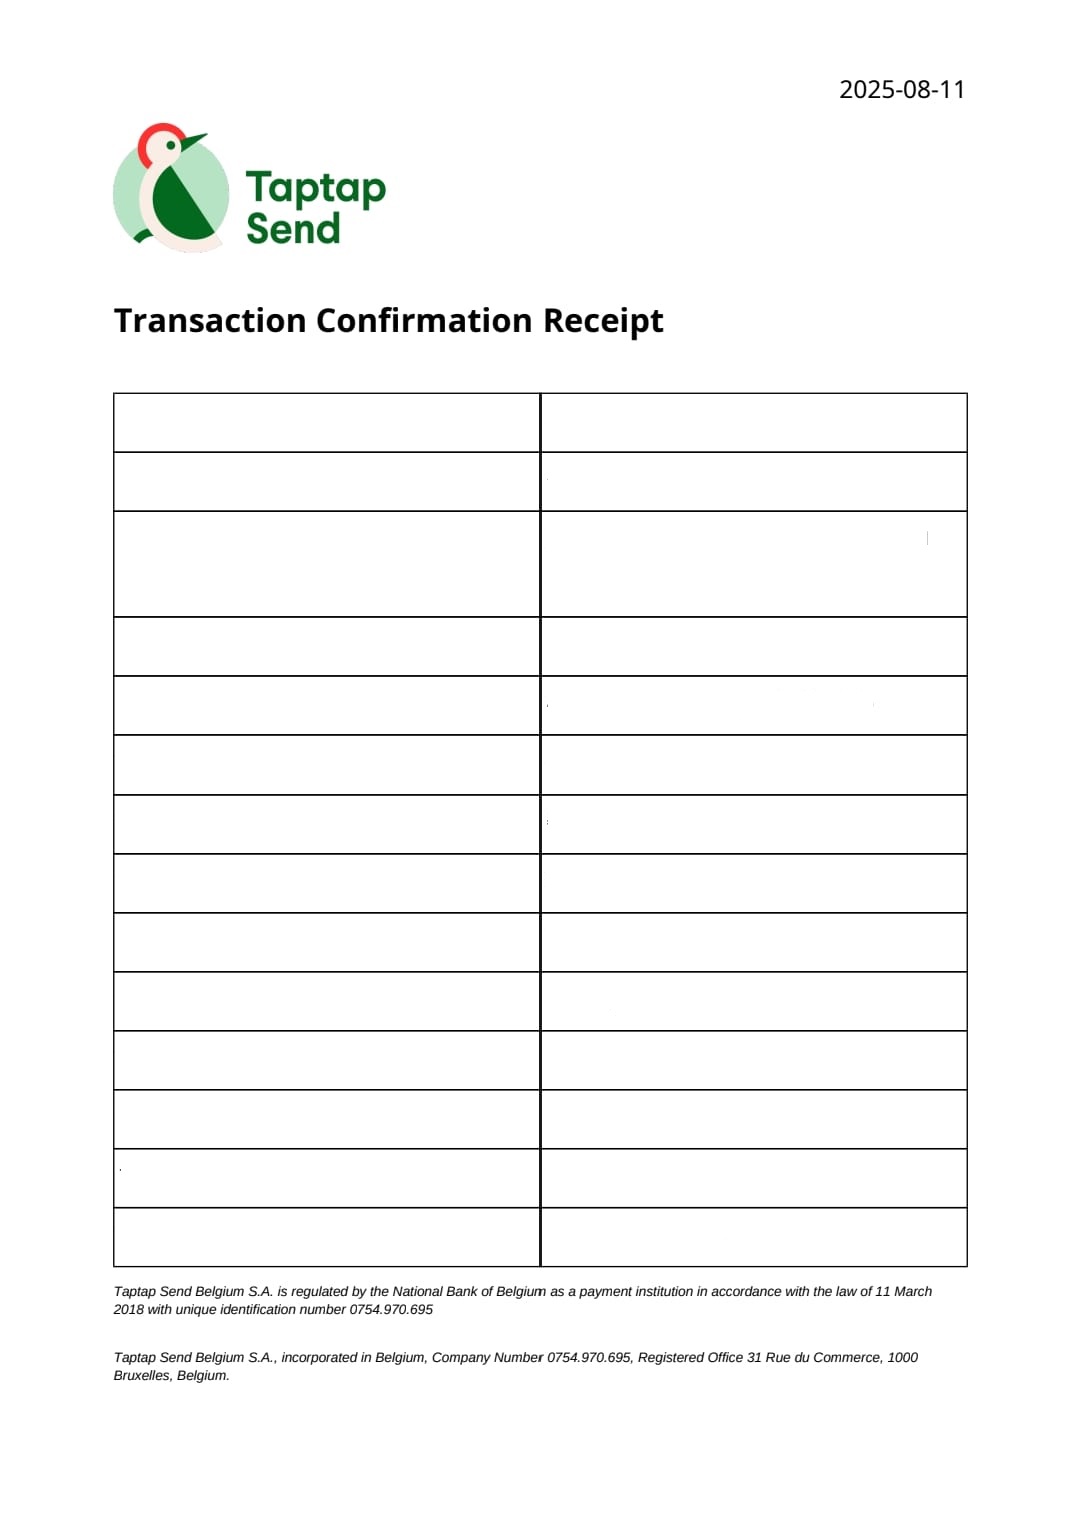 2025-08-11
Taptap
Send
Transaction Confirmation Receipt
Taptap Send Belgium S.A. is regulated by the National Bank of Belgium as a payment institution in accordance with the law of 11 March
2018 with unique identification number 0754.970.695
Taptap Send Belgium S.A., incorporated in Belgium, Company Number 0754.970.695, Registered Office 31 Rue du Commerce, 1000
Bruxelles, Belgium.